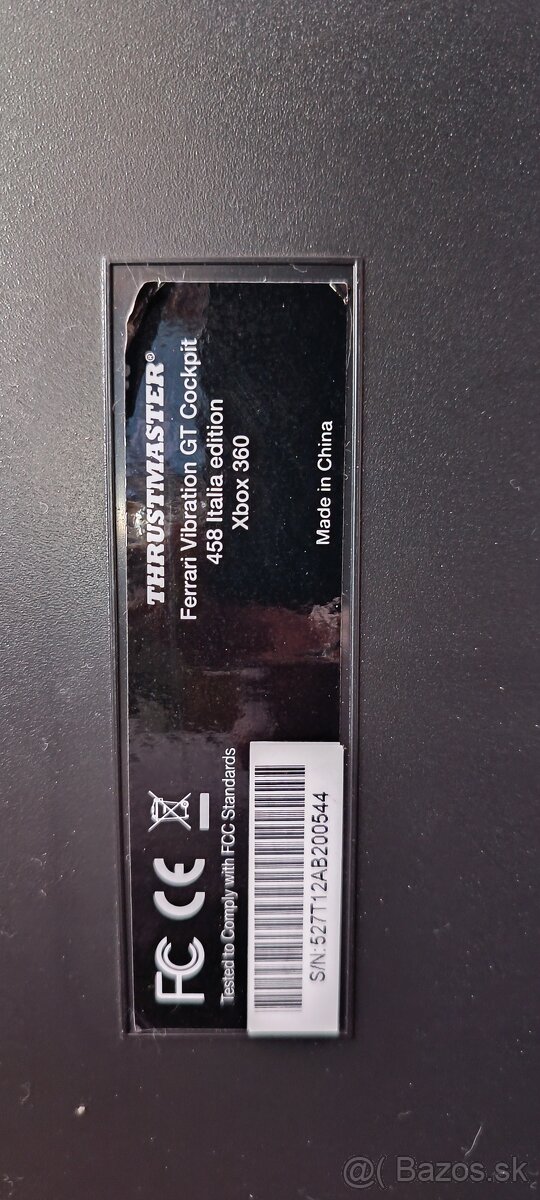 THRUSTMASTER®
Ferrari Vibration GT Cockpit
458 Italia edition
Xbox 360
Made in China
FC CE
Tested to Comply with FCC Standards
S/N:527T12AB200544
@( Bazos.sk